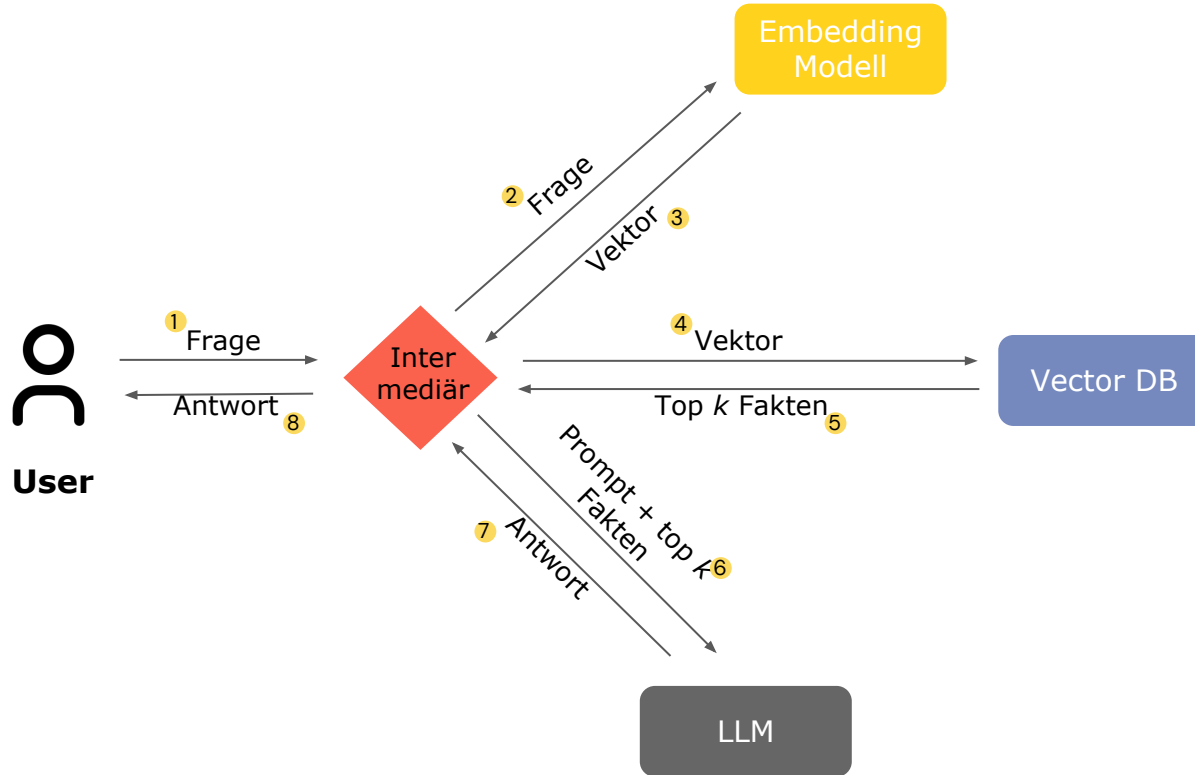 Embedding
Modell
2 Frage
Vektor 3
1 Frage
Antwort 8
User
Inter
mediär
4 Vektor
Top k Fakten 5
Vector DB
Prompt + top k 6
Fakten
7 Antwort
LLM